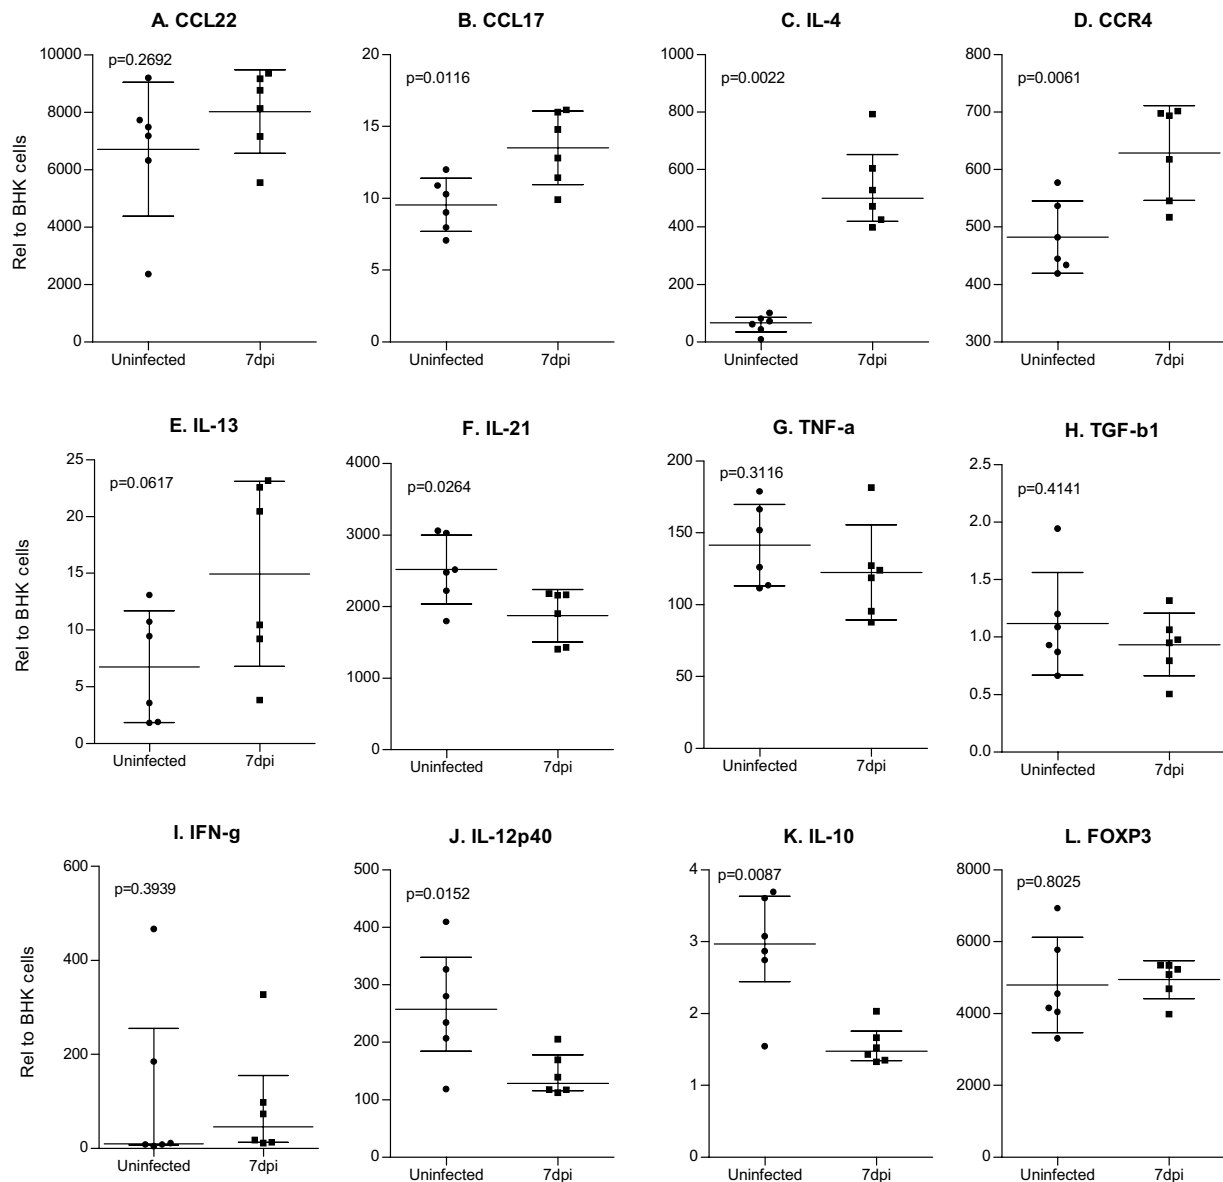 A. CCL22
B. CCL17
C. IL-4
D. CCR4
Rel to BHK cells
10000
8000
6000
4000
2000
0
p=0.2692
Uninfected
7dpi
20
15
10
5
0
p=0.0116
Uninfected
7dpi
1000
800
600
400
200
0
p=0.0022
Uninfected
7dpi
800
700
600
500
400
300
p=0.0061
Uninfected
7dpi
E. IL-13
F. IL-21
G. TNF-a
H. TGF-b1
Rel to BHK cells
25
20
15
10
5
0
p=0.0617
Uninfected
7dpi
4000
3000
2000
1000
0
p=0.0264
Uninfected
7dpi
200
150
100
50
0
p=0.3116
Uninfected
7dpi
2.5
2.0
1.5
1.0
0.5
0.0
p=0.4141
Uninfected
7dpi
I. IFN-g
J. IL-12p40
K. IL-10
L. FOXP3
Rel to BHK cells
600
400
200
0
p=0.3939
Uninfected
7dpi
500
400
300
200
100
0
p=0.0152
Uninfected
7dpi
4
3
2
1
0
p=0.0087
Uninfected
7dpi
8000
6000
4000
2000
0
p=0.8025
Uninfected
7dpi